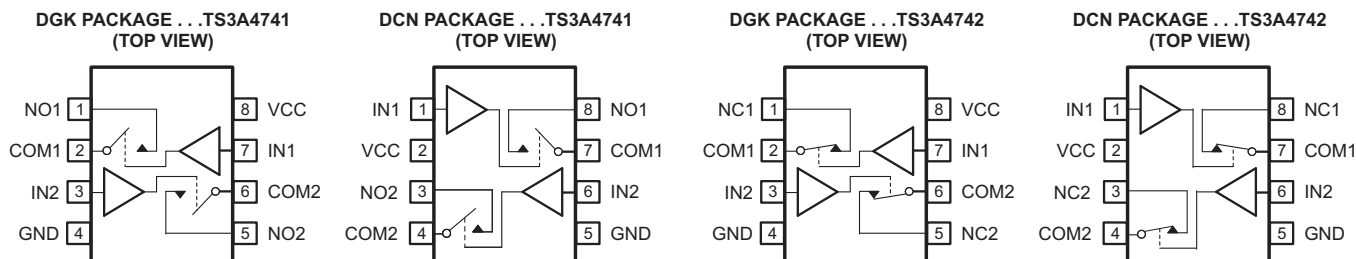 DGK PACKAGE . . .TS3A4741
(TOP VIEW)
NO1 1
COM1 2
IN2 3
GND 4
8 VCC
7 IN1
6 COM2
5 NO2
DCN PACKAGE . . .TS3A4741
(TOP VIEW)
IN1 1
VCC 2
NO2 3
COM2 4
8 NO1
7 COM1
6 IN2
5 GND
DGK PACKAGE . . .TS3A4742
(TOP VIEW)
NC1 1
COM1 2
IN2 3
GND 4
8 VCC
7 IN1
6 COM2
5 NC2
DCN PACKAGE . . .TS3A4742
(TOP VIEW)
IN1 1
VCC 2
NC2 3
COM2 4
8 NC1
7 COM1
6 IN2
5 GND